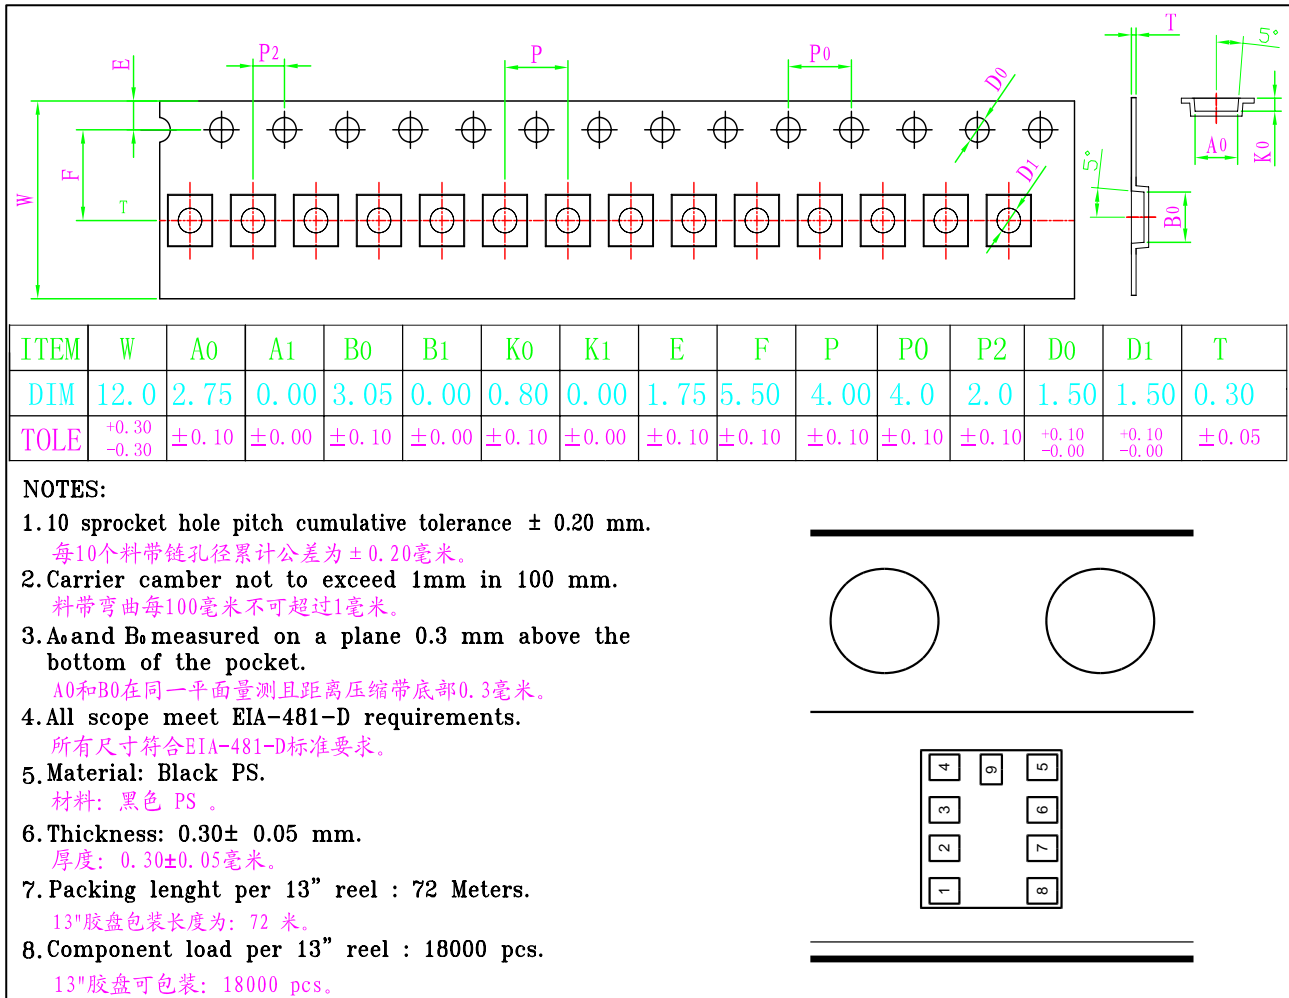 E P2 P P0 D0 T 5°
W F T D1 5° B0 A0 K0
ITEM W A0 A1 B0 B1 K0 K1 E F P P0 P2 D0 D1 T
DIM 12.0 2.75 0.00 3.05 0.00 0.80 0.00 1.75 5.50 4.00 4.0 2.0 1.50 1.50 0.30
TOLE +0.30 -0.30 ±0.10 ±0.00 ±0.10 ±0.00 ±0.10 ±0.00 ±0.10 ±0.10 ±0.10 ±0.10 ±0.10 +0.10 -0.00 +0.10 -0.00 ±0.05
NOTES:
1. 10 sprocket hole pitch cumulative tolerance ± 0.20 mm.
每10个料带链孔径累计公差为±0.20毫米。
2. Carrier camber not to exceed 1mm in 100 mm.
料带弯曲每100毫米不可超过1毫米。
3. A0 and B0 measured on a plane 0.3 mm above the
bottom of the pocket.
A0和B0在同一平面量测且距离压缩带底部0.3毫米。
4. All scope meet EIA-481-D requirements.
所有尺寸符合EIA-481-D标准要求。
5. Material: Black PS.
材料: 黑色 PS 。
6. Thickness: 0.30± 0.05 mm.
厚度: 0.30±0.05毫米。
7. Packing lenght per 13” reel : 72 Meters.
13"胶盘包装长度为: 72 米。
8. Component load per 13” reel : 18000 pcs.
13"胶盘可包装: 18000 pcs。
4 9 5
3 6
2 7
1 8